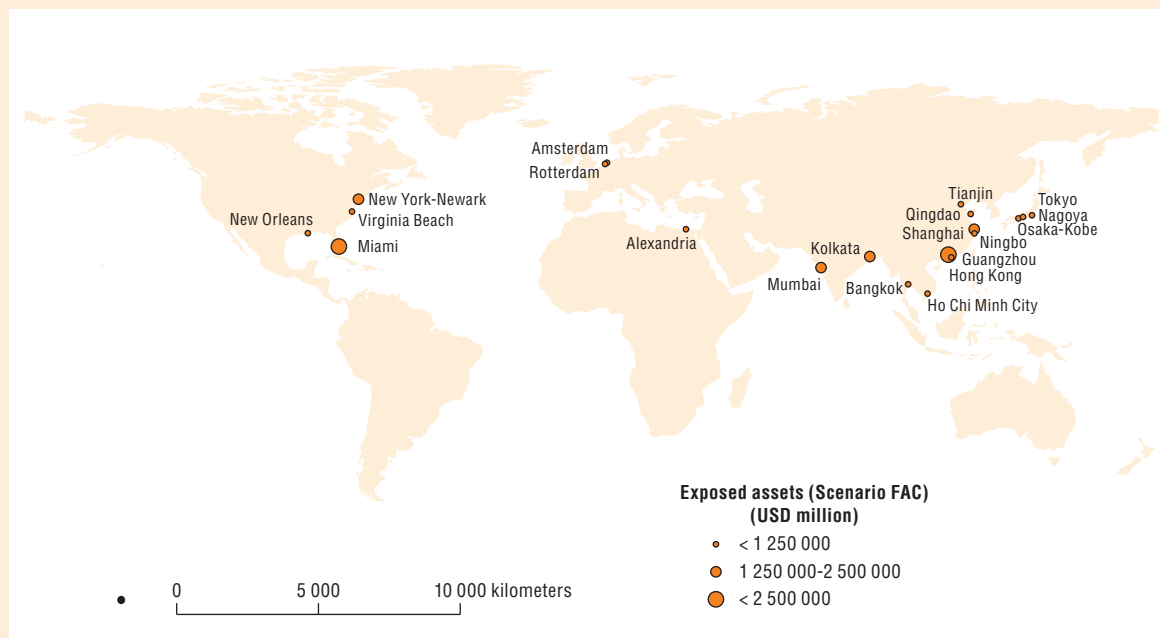 Amsterdam
Rotterdam
New York-Newark
Virginia Beach
New Orleans
Miami
Alexandria
Tianjin
Tokyo
Qingdao
Nagoya
Osaka-Kobe
Shanghai
Ningbo
Kolkata
Guangzhou
Hong Kong
Mumbai
Bangkok
Ho Chi Minh City
Exposed assets (Scenario FAC)
(USD million)
< 1 250 000
1 250 000-2 500 000
< 2 500 000
0 5 000 10 000 kilometers